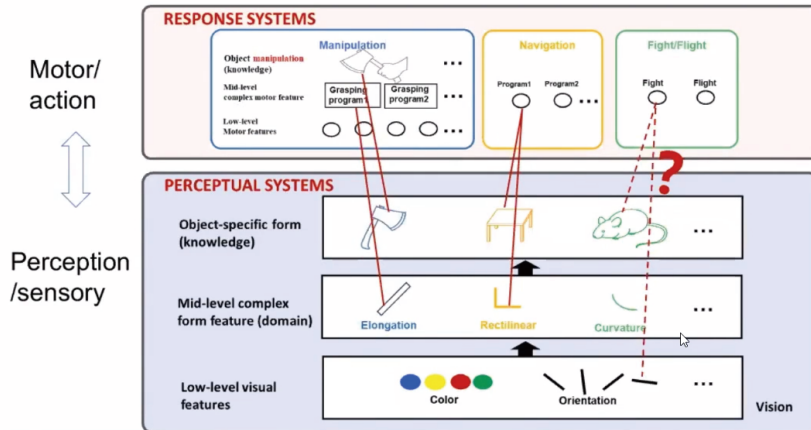 RESPONSE SYSTEMS
Motor/
action
Manipulation
Object manipulation
(knowledge)
...
Mid-level
complex motor feature
Grasping
program1
Grasping
program2
...
Low-level
Motor features
...
Navigation
Program1
Program2
...
Fight/Flight
Fight
Flight
?
PERCEPTUAL SYSTEMS
Perception
/sensory
Object-specific form
(knowledge)
...
Mid-level complex
form feature (domain)
Elongation
Rectilinear
Curvature
...
Low-level visual
features
Color
Orientation
...
Vision